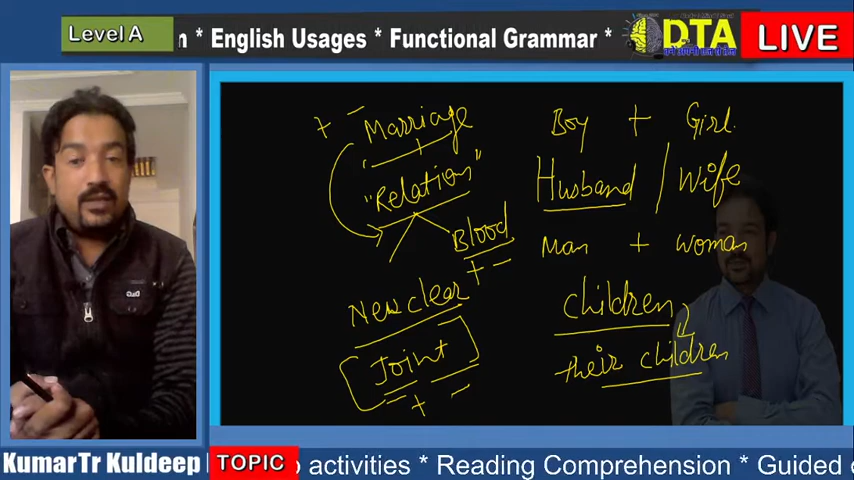 Level A
n * English Usages * Functional Grammar *
DTA
LIVE
+ - Marriage
Boy + Girl.
"Relation"
Husband / Wife
Blood
+ -
Man + woman
Newclear
children
Joint
+ -
their children
KumarTr Kuldeep
TOPIC
o activities * Reading Comprehension * Guided